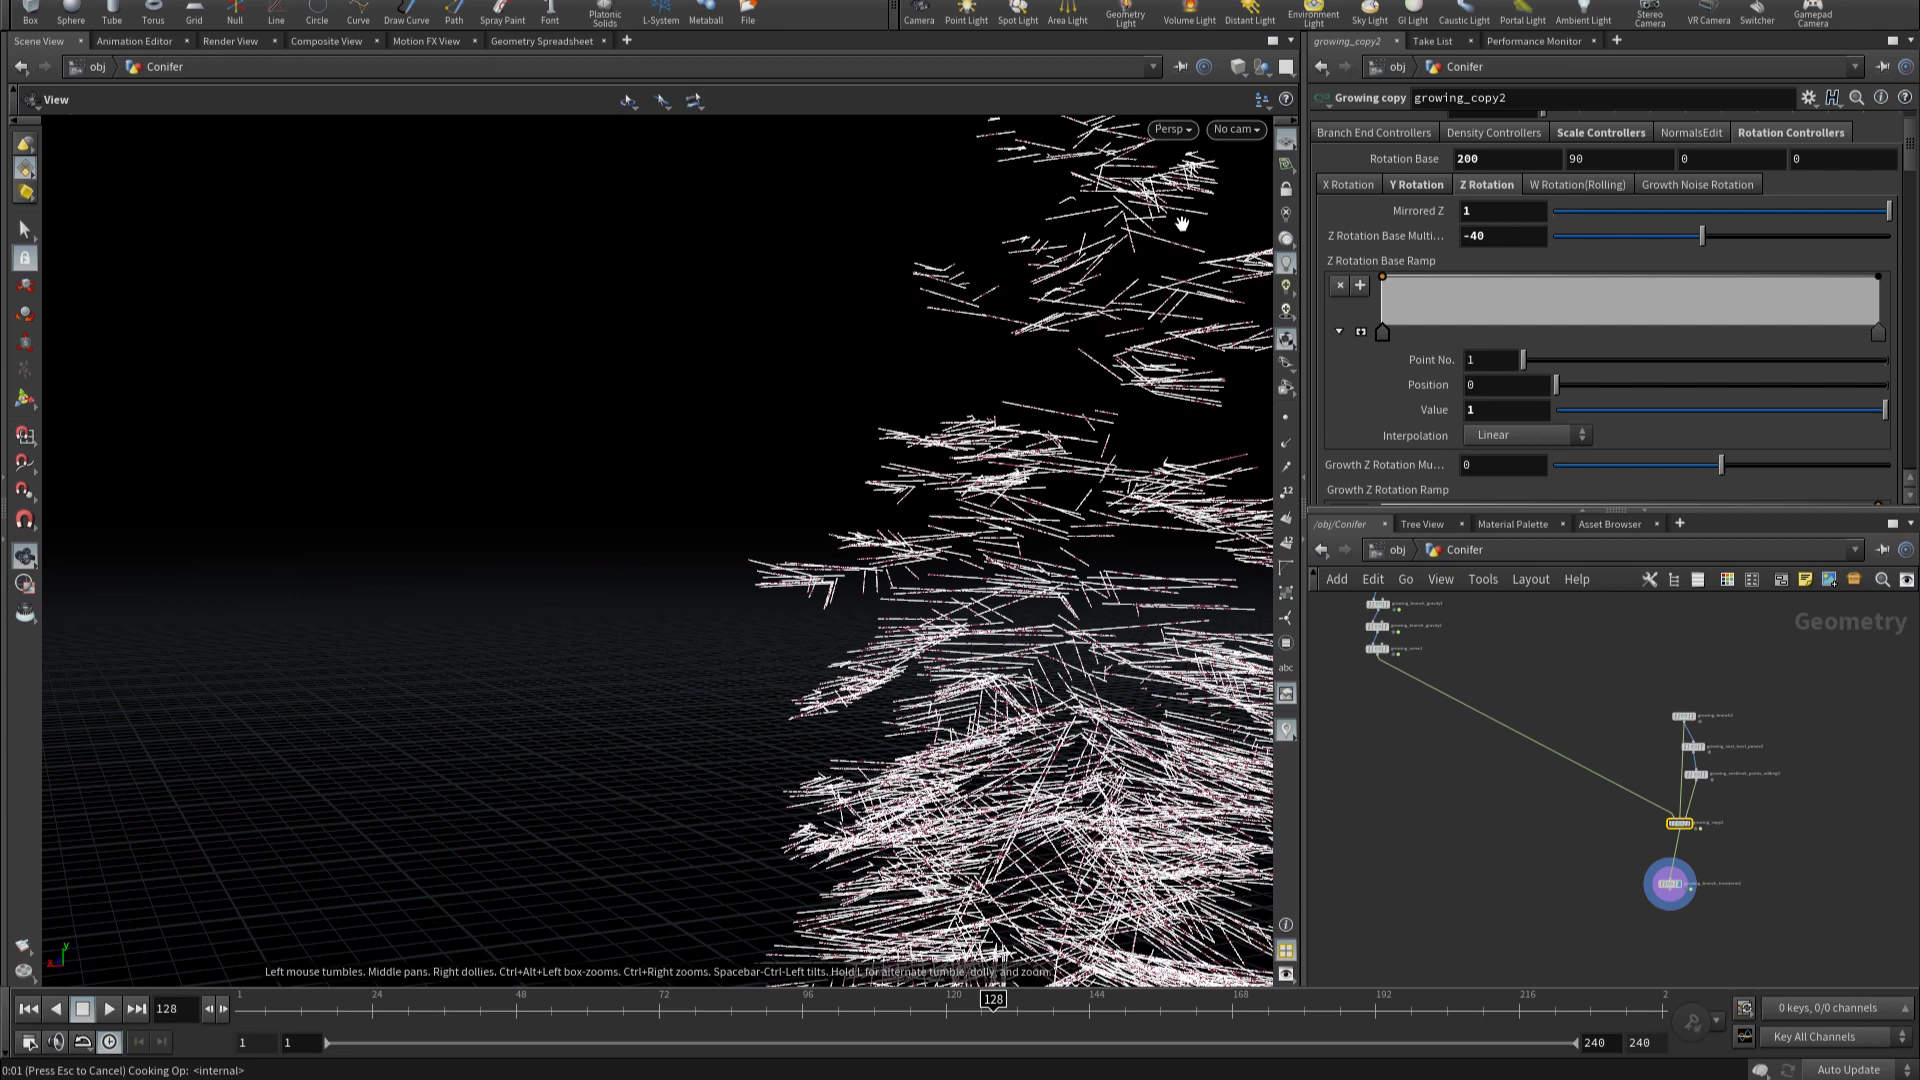 Box Sphere Tube Torus Grid Null Line Circle Curve Draw Curve Path Spray Paint Font Platonic Solids L-System Metaball File
Camera Point Light Spot Light Area Light Geometry Light Volume Light Distant Light Environment Light Sky Light GI Light Caustic Light Portal Light Ambient Light Stereo Camera VR Camera Switcher Gamepad Camera
Scene View Animation Editor Render View Composite View Motion FX View Geometry Spreadsheet
growing_copy2 Take List Performance Monitor
obj Conifer
obj Conifer
View
Growing copy growing_copy2
Persp No cam
Branch End Controllers Density Controllers Scale Controllers NormalsEdit Rotation Controllers
Rotation Base 200 90 0 0
X Rotation Y Rotation Z Rotation W Rotation(Rolling) Growth Noise Rotation
Mirrored Z 1
Z Rotation Base Multi... -40
Z Rotation Base Ramp
Point No. 1
Position 0
Value 1
Interpolation Linear
Growth Z Rotation Mu... 0
Growth Z Rotation Ramp
/obj/Conifer Tree View Material Palette Asset Browser
obj Conifer
Add Edit Go View Tools Layout Help
Geometry
12
12
abc
y
x
Left mouse tumbles. Middle pans. Right dollies. Ctrl+Alt+Left box-zooms. Ctrl+Right zooms. Spacebar-Ctrl-Left tilts. Hold L for alternate tumble, dolly, and zoom.
128 1 24 48 72 96 120 128 144 168 192 216 2
0 keys, 0/0 channels
1 1 240 240
Key All Channels
0:01 (Press Esc to Cancel) Cooking Op: <internal>
Auto Update